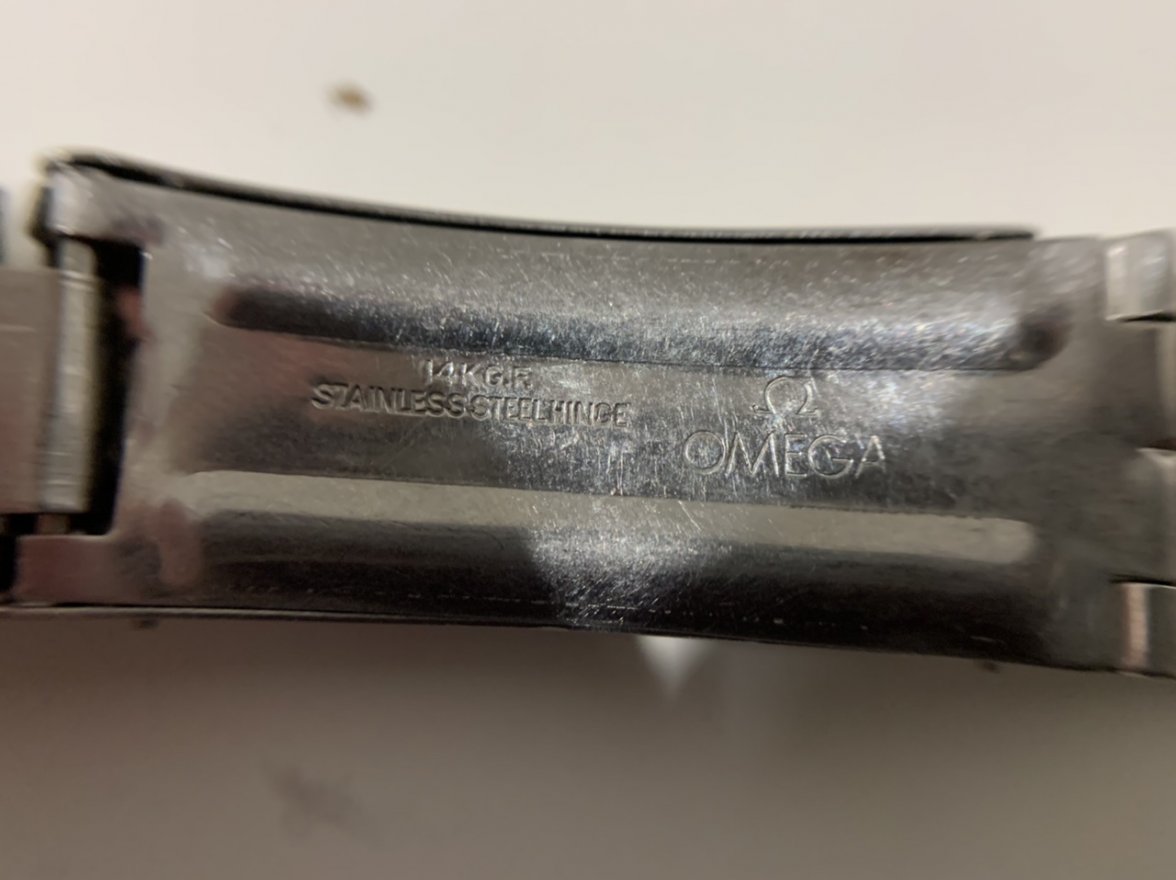 14K G.F.
STAINLESS STEEL HINGE
Ω
OMEGA